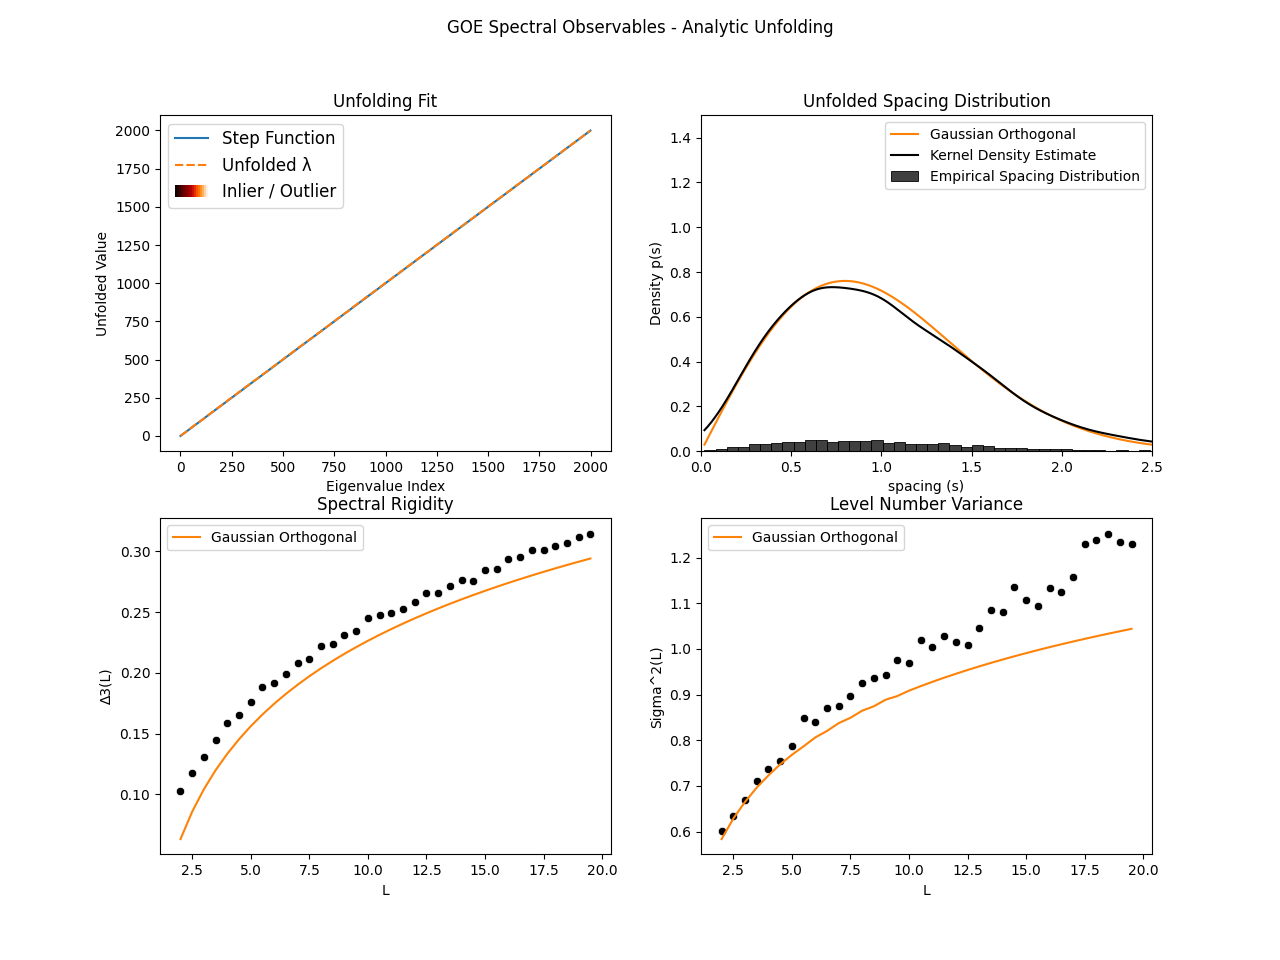 GOE Spectral Observables - Analytic Unfolding
Unfolding Fit
Step Function
Unfolded λ
Inlier / Outlier
Unfolded Value
2000
1750
1500
1250
1000
750
500
250
0
0 250 500 750 1000 1250 1500 1750 2000
Eigenvalue Index
Unfolded Spacing Distribution
Gaussian Orthogonal
Kernel Density Estimate
Empirical Spacing Distribution
Density p(s)
1.4
1.2
1.0
0.8
0.6
0.4
0.2
0.0
0.0 0.5 1.0 1.5 2.0 2.5
spacing (s)
Spectral Rigidity
Gaussian Orthogonal
Δ3(L)
0.30
0.25
0.20
0.15
0.10
2.5 5.0 7.5 10.0 12.5 15.0 17.5 20.0
L
Level Number Variance
Gaussian Orthogonal
Sigma^2(L)
1.2
1.1
1.0
0.9
0.8
0.7
0.6
2.5 5.0 7.5 10.0 12.5 15.0 17.5 20.0
L